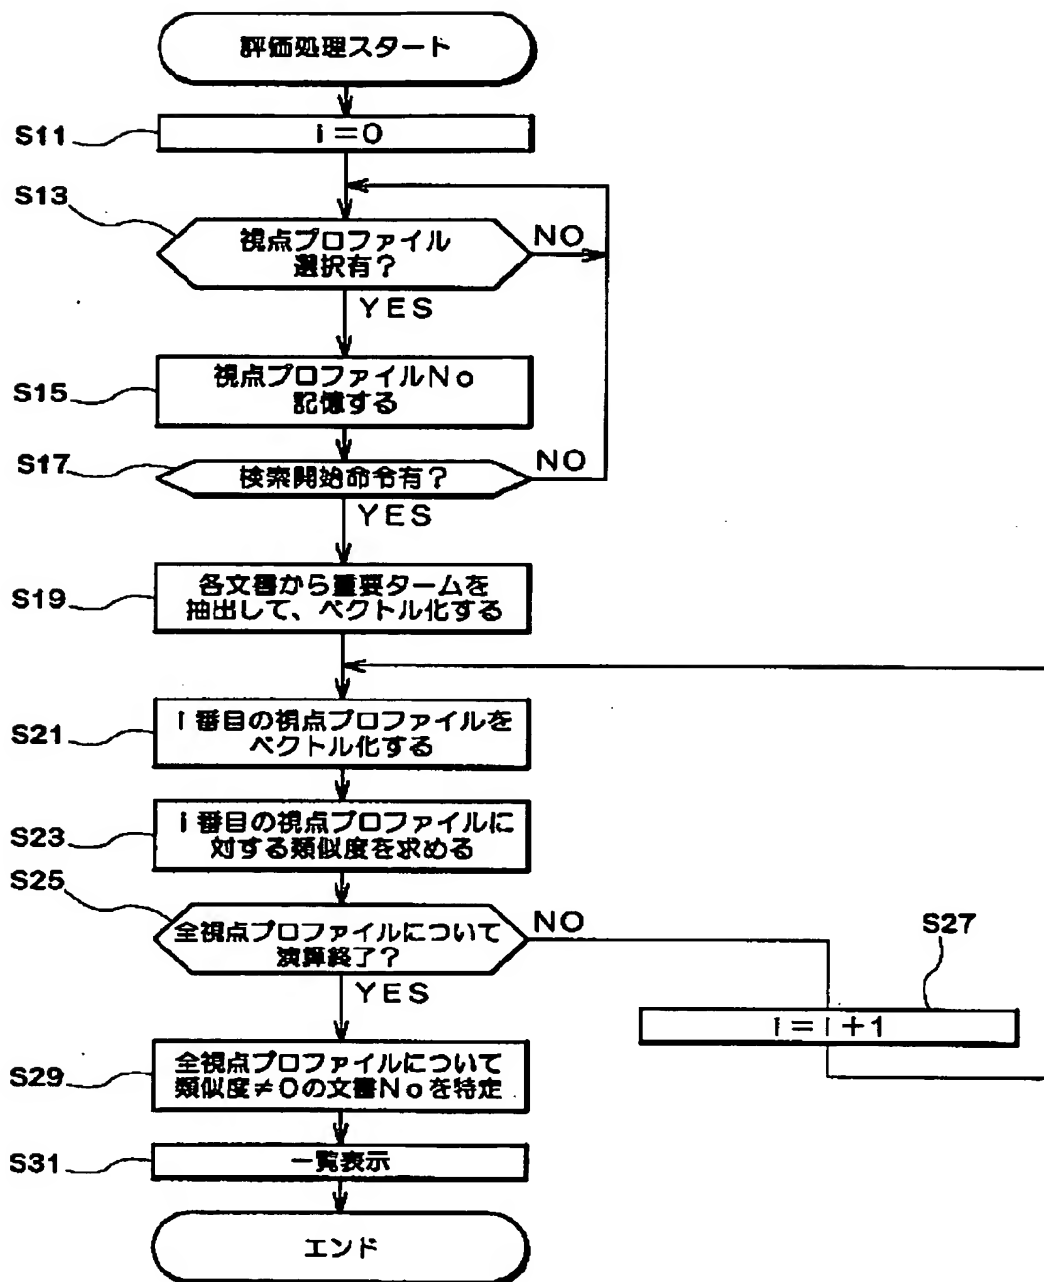 評価処理スタート
S11
i=0
S13
視点プロファイル
選択有?
NO
YES
S15
視点プロファイルNo
記憶する
S17
検索開始命令有?
NO
YES
S19
各文書から重要タームを
抽出して、ベクトル化する
S21
i番目の視点プロファイルを
ベクトル化する
S23
i番目の視点プロファイルに
対する類似度を求める
S25
全視点プロファイルについて
演算終了?
NO
S27
YES
i=i+1
S29
全視点プロファイルについて
類似度≠0の文書Noを特定
S31
一覧表示
エンド